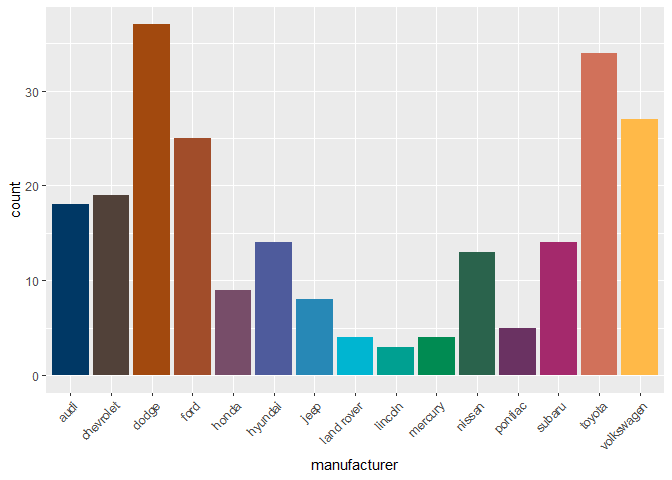 30
20
10
0
count
audi
chevrolet
dodge
ford
honda
hyundai
jeep
land rover
lincoln
mercury
nissan
pontiac
subaru
toyota
volkswagen
manufacturer